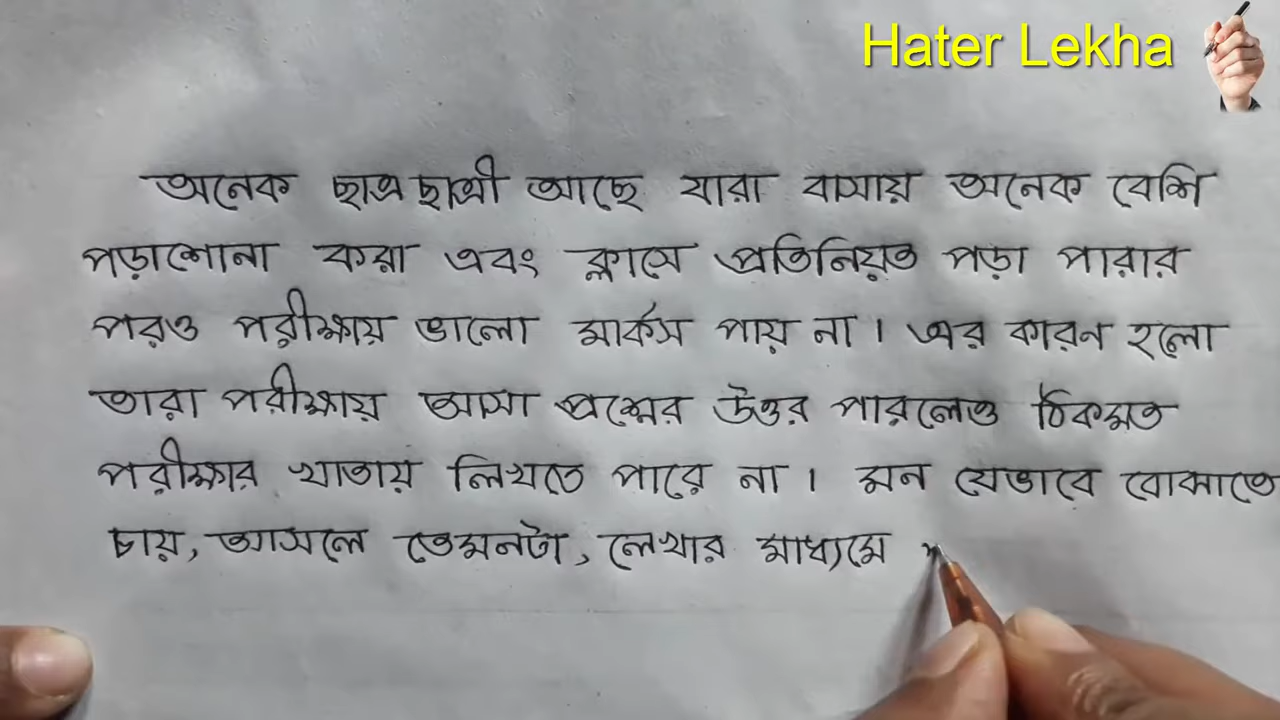 Hater Lekha
অনেক ছাত্র ছাত্রী আছে যারা বাসায় অনেক বেশি
পড়াশোনা করা এবং ক্লাসে প্রতিনিয়ত পড়া পারার
পরও পরীক্ষায় ভালো মার্কস পায় না। এর কারন হলো
তারা পরীক্ষায় আসা প্রশ্নের উত্তর পারলেও ঠিকমত
পরীক্ষার খাতায় লিখতে পারে না। মন যেভাবে বোঝাতে
চায়, আসলে তেমনটা, লেখার মাধ্যমে